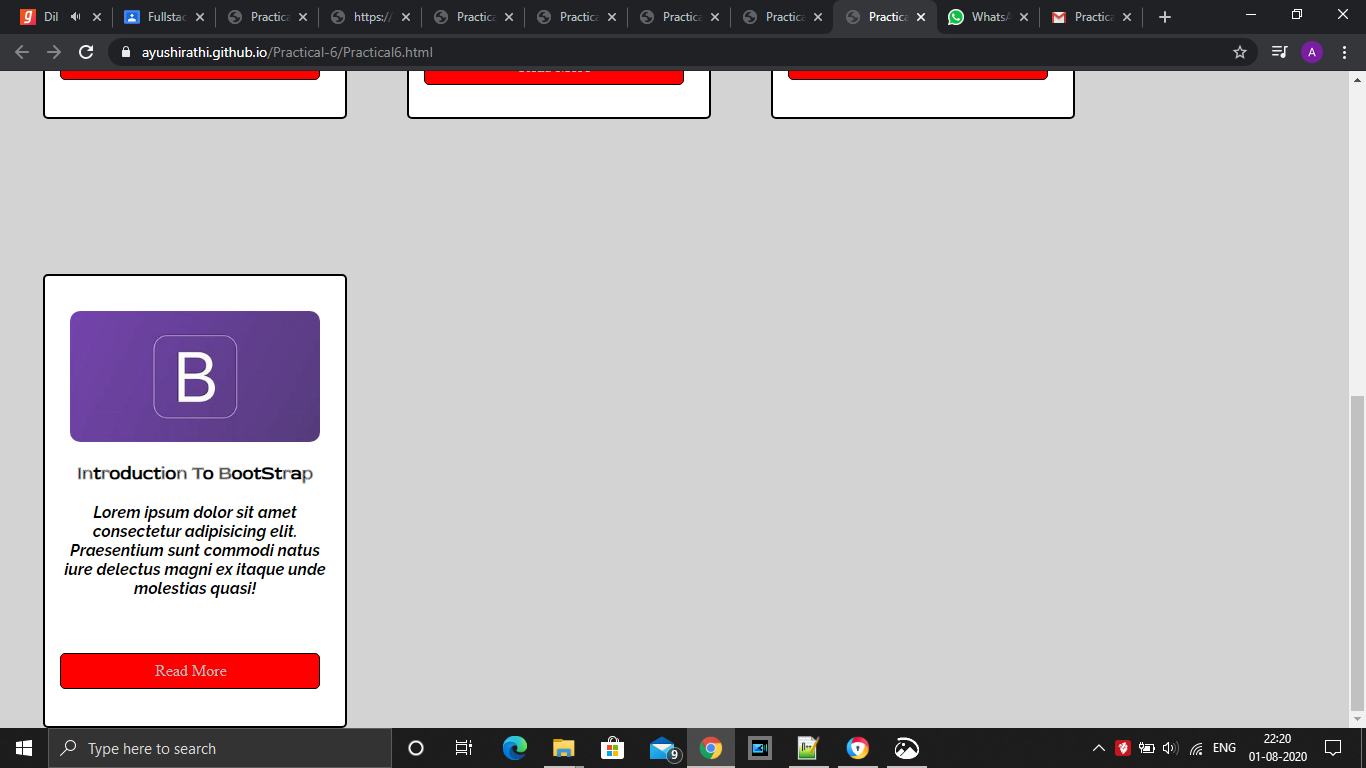 Dil
Fullstac
Practica
https://
Practica
Practica
Practica
Practica
Practica
WhatsA
Practica
ayushirathi.github.io/Practical-6/Practical6.html
A
B
Introduction To BootStrap
Lorem ipsum dolor sit amet
consectetur adipisicing elit.
Praesentium sunt commodi natus
iure delectus magni ex itaque unde
molestias quasi!
Read More
Type here to search
9
ENG
22:20
01-08-2020